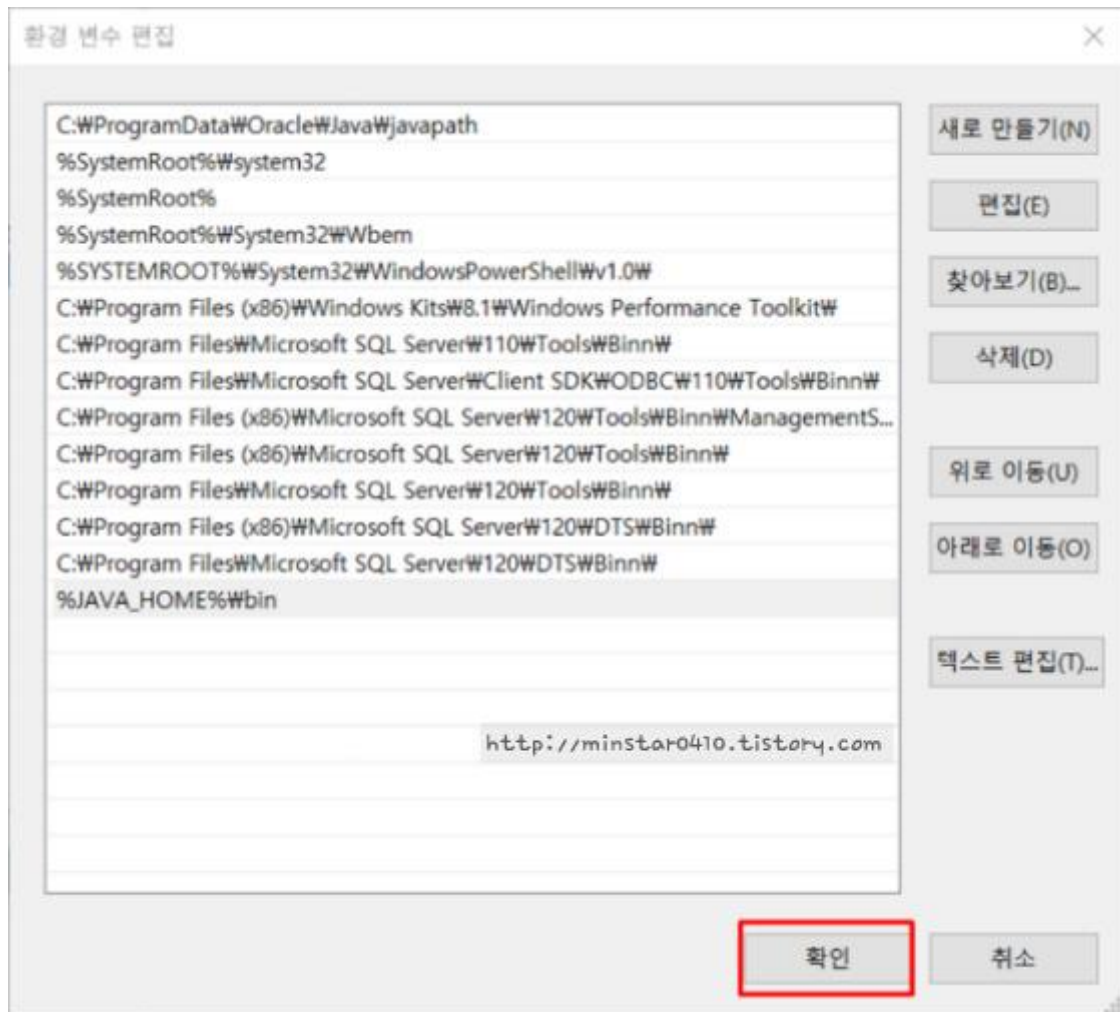 환경 변수 편집
C:₩ProgramData₩Oracle₩Java₩javapath
%SystemRoot%₩system32
%SystemRoot%
%SystemRoot%₩System32₩Wbem
%SYSTEMROOT%₩System32₩WindowsPowerShell₩v1.0₩
C:₩Program Files (x86)₩Windows Kits₩8.1₩Windows Performance Toolkit₩
C:₩Program Files₩Microsoft SQL Server₩110₩Tools₩Binn₩
C:₩Program Files₩Microsoft SQL Server₩Client SDK₩ODBC₩110₩Tools₩Binn₩
C:₩Program Files (x86)₩Microsoft SQL Server₩120₩Tools₩Binn₩ManagementS...
C:₩Program Files (x86)₩Microsoft SQL Server₩120₩Tools₩Binn₩
C:₩Program Files₩Microsoft SQL Server₩120₩Tools₩Binn₩
C:₩Program Files (x86)₩Microsoft SQL Server₩120₩DTS₩Binn₩
C:₩Program Files₩Microsoft SQL Server₩120₩DTS₩Binn₩
%JAVA_HOME%₩bin
http://minstar0410.tistory.com
새로 만들기(N)
편집(E)
찾아보기(B)...
삭제(D)
위로 이동(U)
아래로 이동(O)
텍스트 편집(T)...
확인
취소